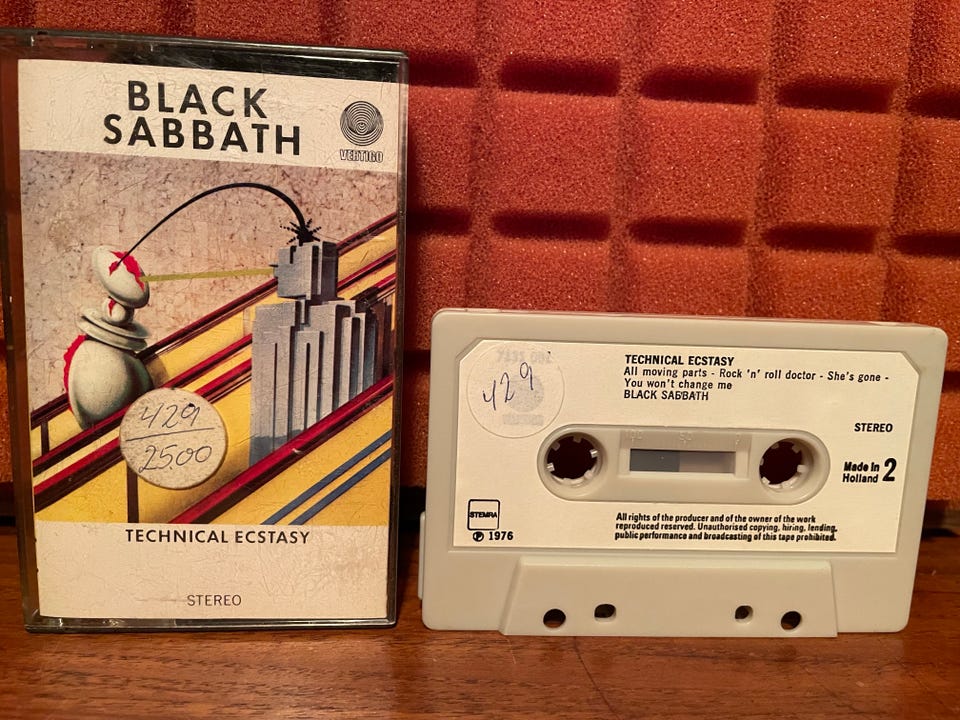 BLACK
SABBATH
VERTIGO
429
2500
TECHNICAL ECSTASY
STEREO
429
TECHNICAL ECSTASY
All moving parts - Rock 'n' roll doctor - She's gone -
You won't change me
BLACK SABBATH
STEREO
Made in
Holland 2
STEMRA
℗ 1976
All rights of the producer and of the owner of the work
reproduced reserved. Unauthorised copying, hiring, lending,
public performance and broadcasting of this tape prohibited.